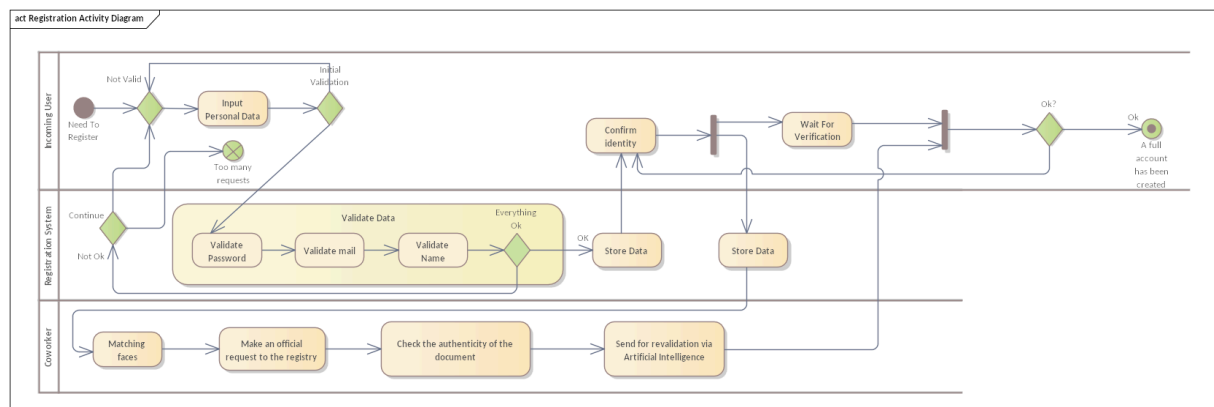 act Registration Activity Diagram
Incoming User
Need To
Register
Not Valid
Input
Personal Data
Initial
Validation
Too many
requests
Confirm
identity
Wait For
Verification
Ok?
Ok
A full
account
has been
created
Registration System
Continue
Not Ok
Validate Data
Validate
Password
Validate mail
Validate
Name
Everything
Ok
OK
Store Data
Store Data
Coworker
Matching
faces
Make an official
request to the registry
Check the authenticity of the
document
Send for revalidation via
Artificial Intelligence